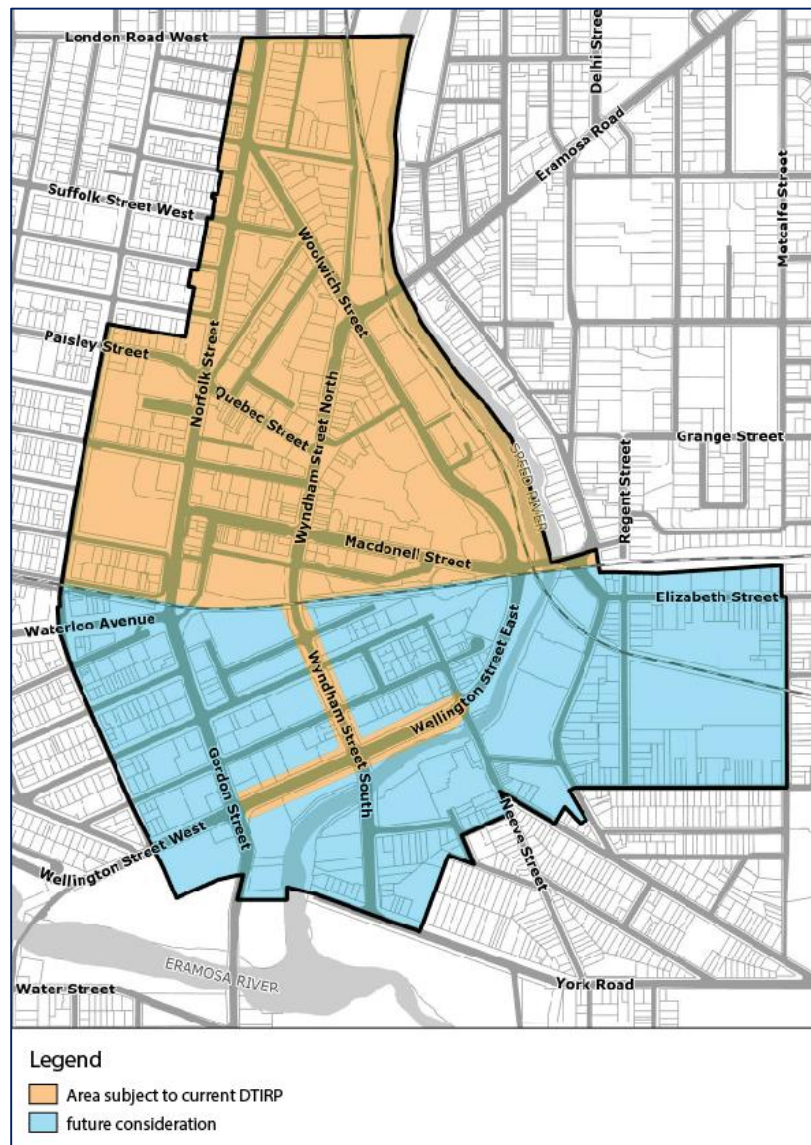 London Road West
Delhi Street
Eramosa Road
Metcalfe Street
Suffolk Street West
Woolwich Street
Paisley Street
Norfolk Street
Quebec Street
Wyndham Street North
Grange Street
SPEED RIVER
Regent Street
Macdonell Street
Elizabeth Street
Waterloo Avenue
Wyndham Street South
Wellington Street East
Gordon Street
Neeve Street
Wellington Street West
ERAMOSA RIVER
Water Street
York Road
Legend
Area subject to current DTIRP
future consideration